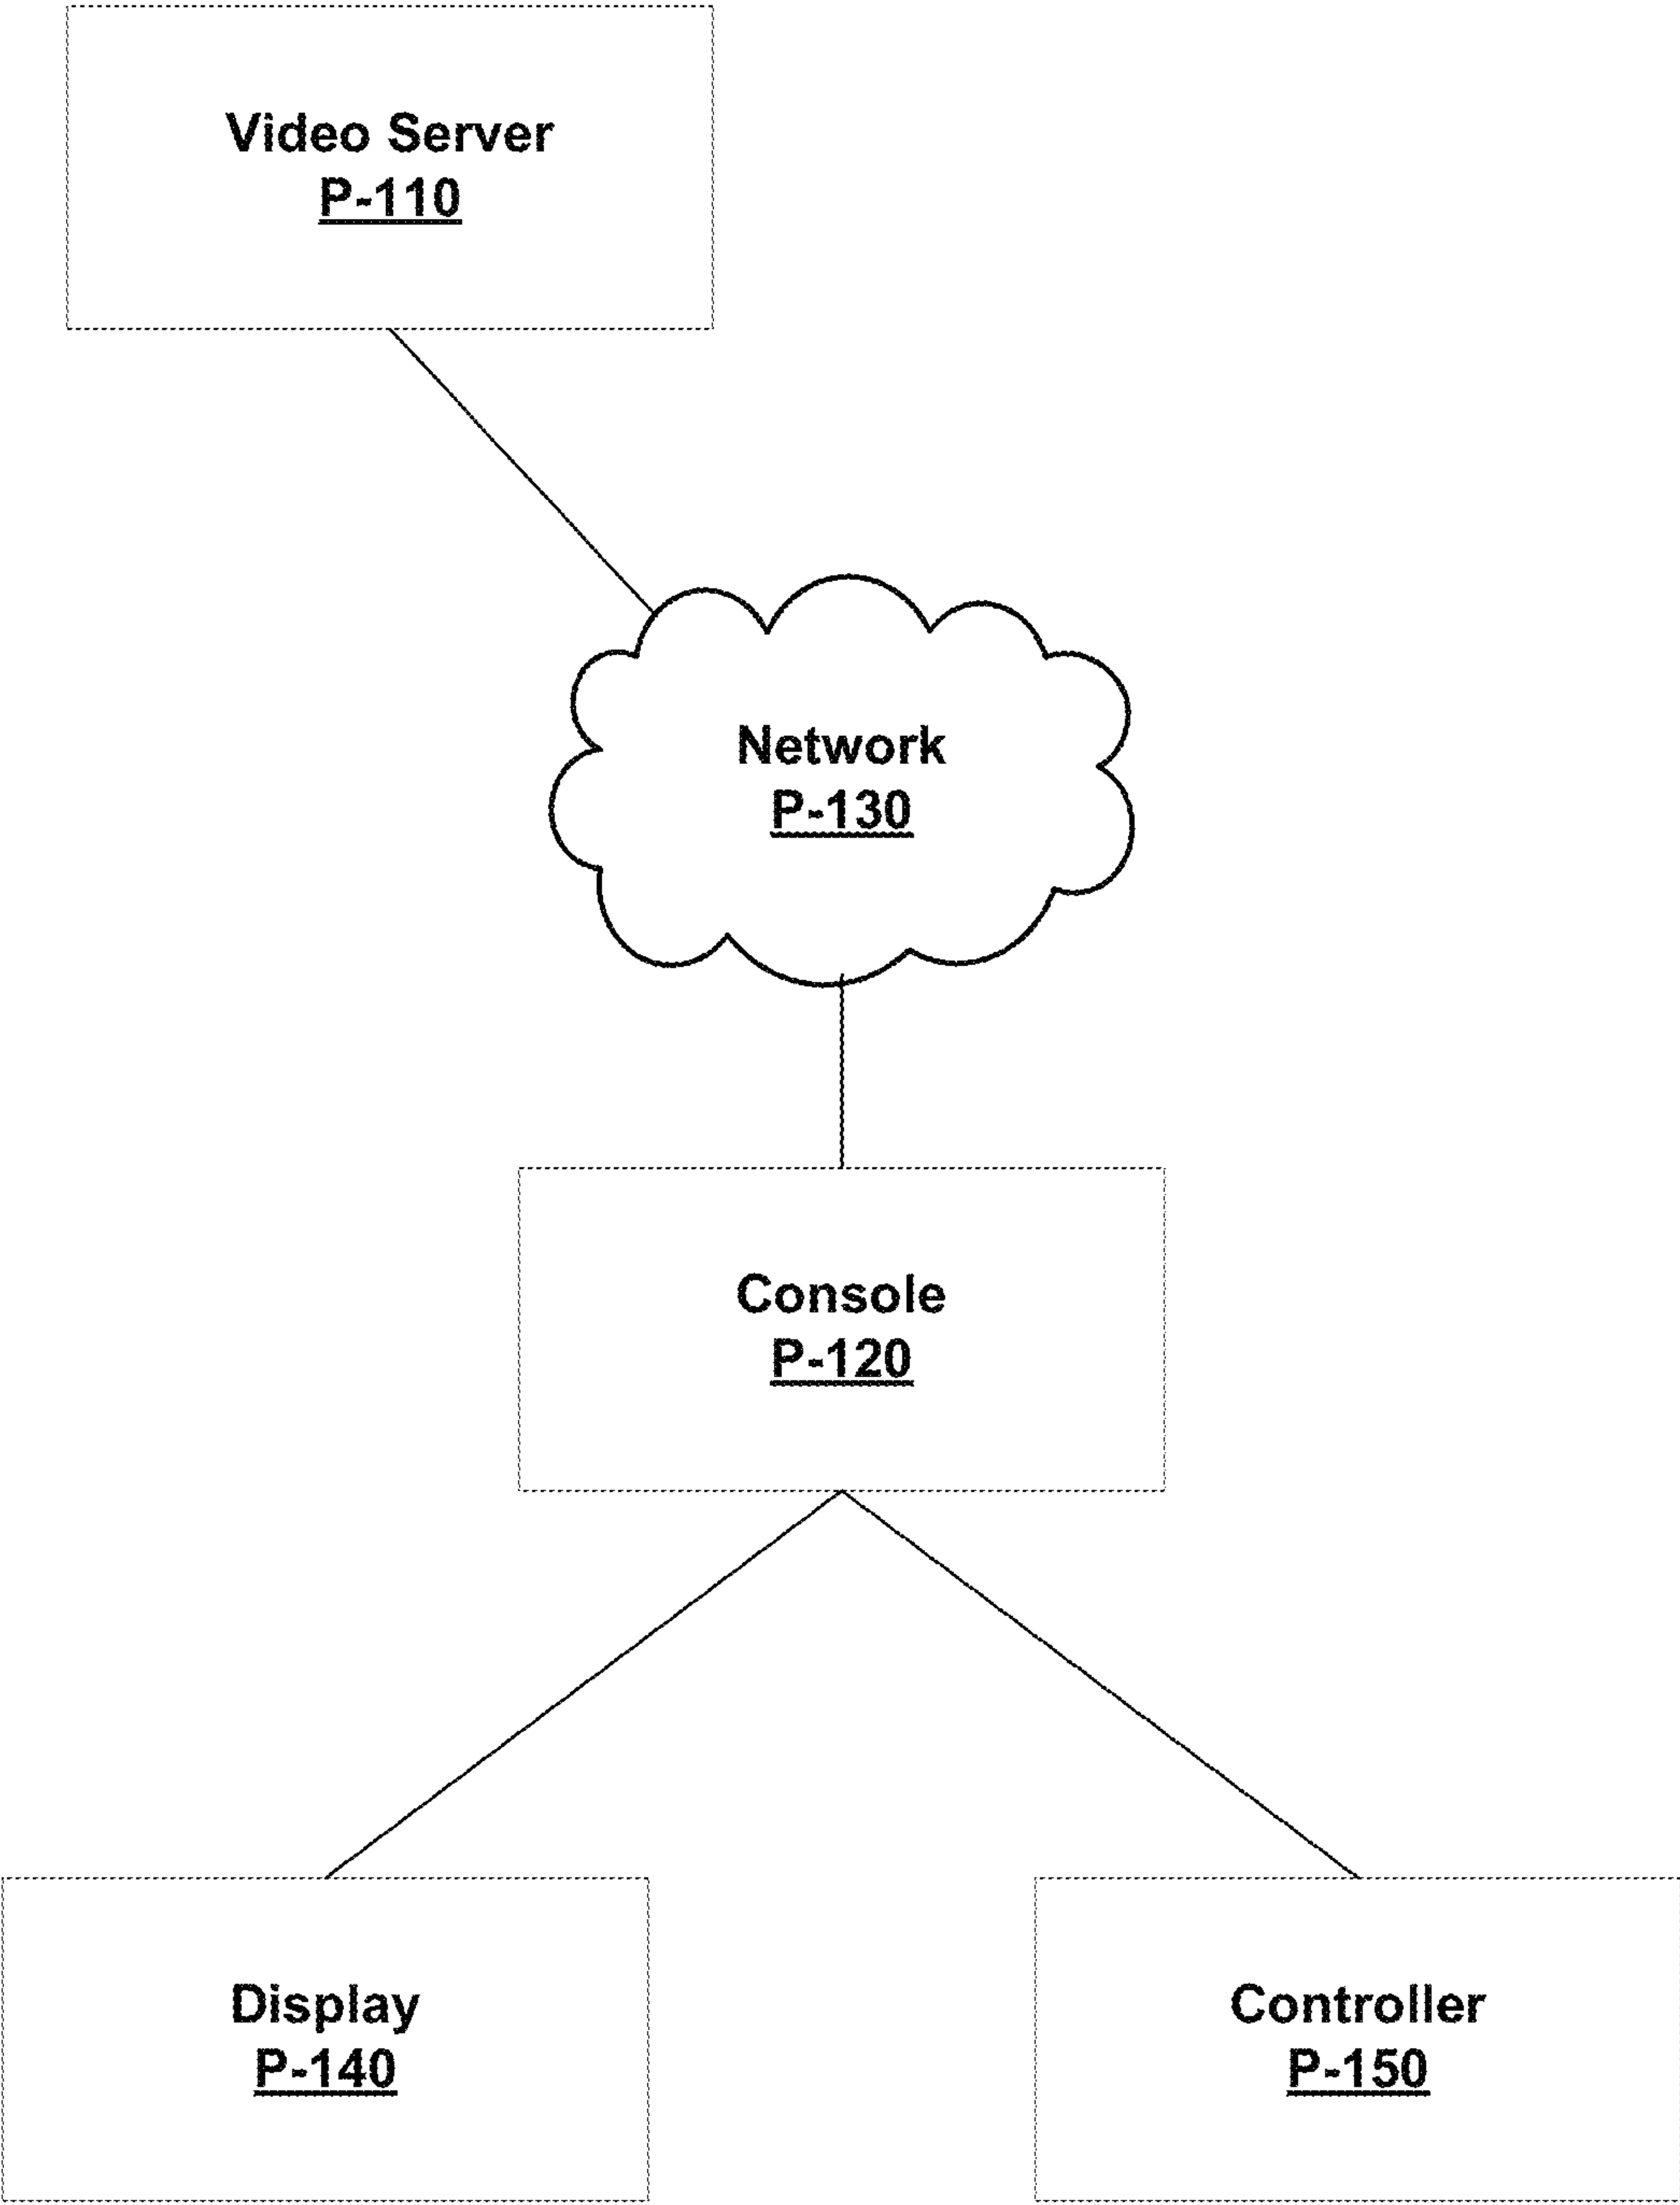 Video Server
P-110
Network
P-130
Console
P-120
Display
P-140
Controller
P-150